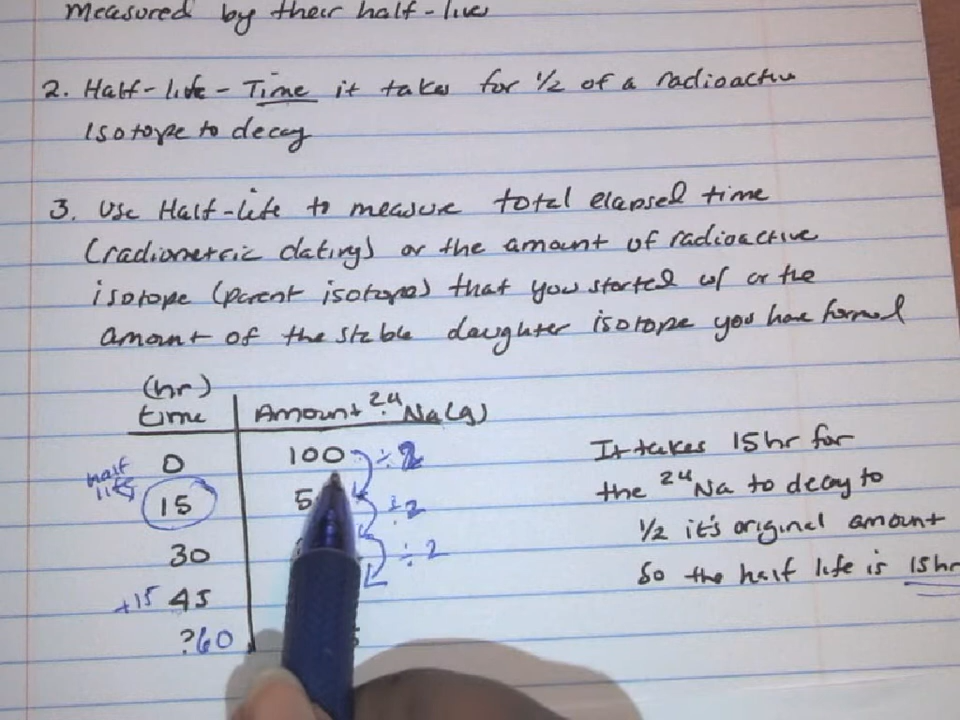 Measured by their half-live
2. Half-life - Time it takes for 1/2 of a radioactive
Isotope to decay
3. Use Half-life to measure total elapsed time
(radiometric dating) or the amount of radioactive
isotope (parent isotope) that you started w/ or the
amount of the stable daughter isotope you have formed
(hr)
time Amount 24Na (g)
0 100 ÷2
half
life 15 5 ÷2
30 ÷2
+15 45
?60 5
It takes 15hr for
the 24Na to decay to
1/2 it's original amount
So the half life is 15hr